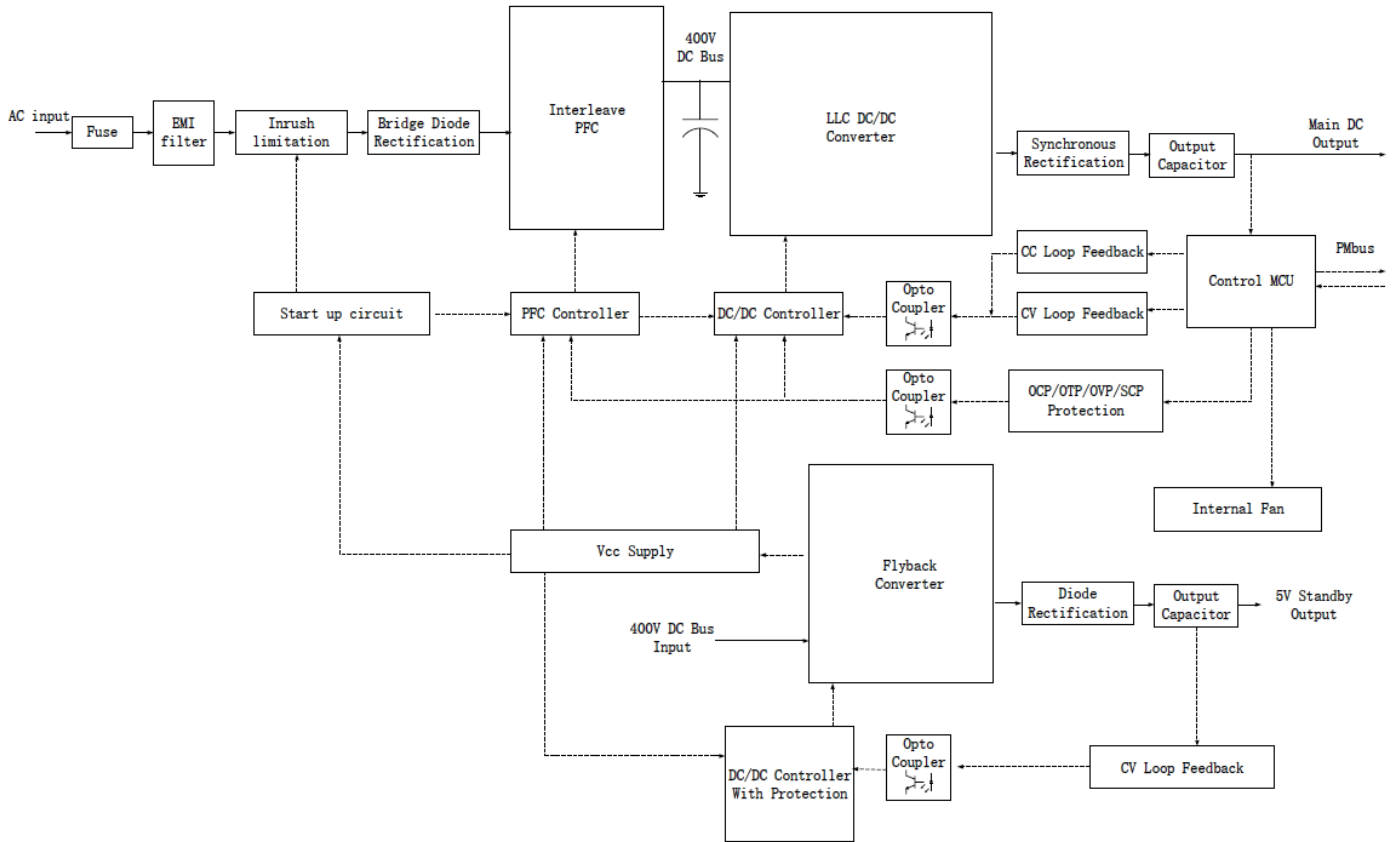 400V
DC Bus
AC input
Fuse
EMI
filter
Inrush
limitation
Bridge Diode
Rectification
Interleave
PFC
LLC DC/DC
Converter
Synchronous
Rectification
Output
Capacitor
Main DC
Output
CC Loop Feedback
PMbus
Control MCU
Start up circuit
PFC Controller
DC/DC Controller
Opto
Coupler
CV Loop Feedback
Opto
Coupler
OCP/OTP/OVP/SCP
Protection
Internal Fan
Vcc Supply
Flyback
Converter
Diode
Rectification
Output
Capacitor
5V Standby
Output
400V DC Bus
Input
DC/DC Controller
With Protection
Opto
Coupler
CV Loop Feedback